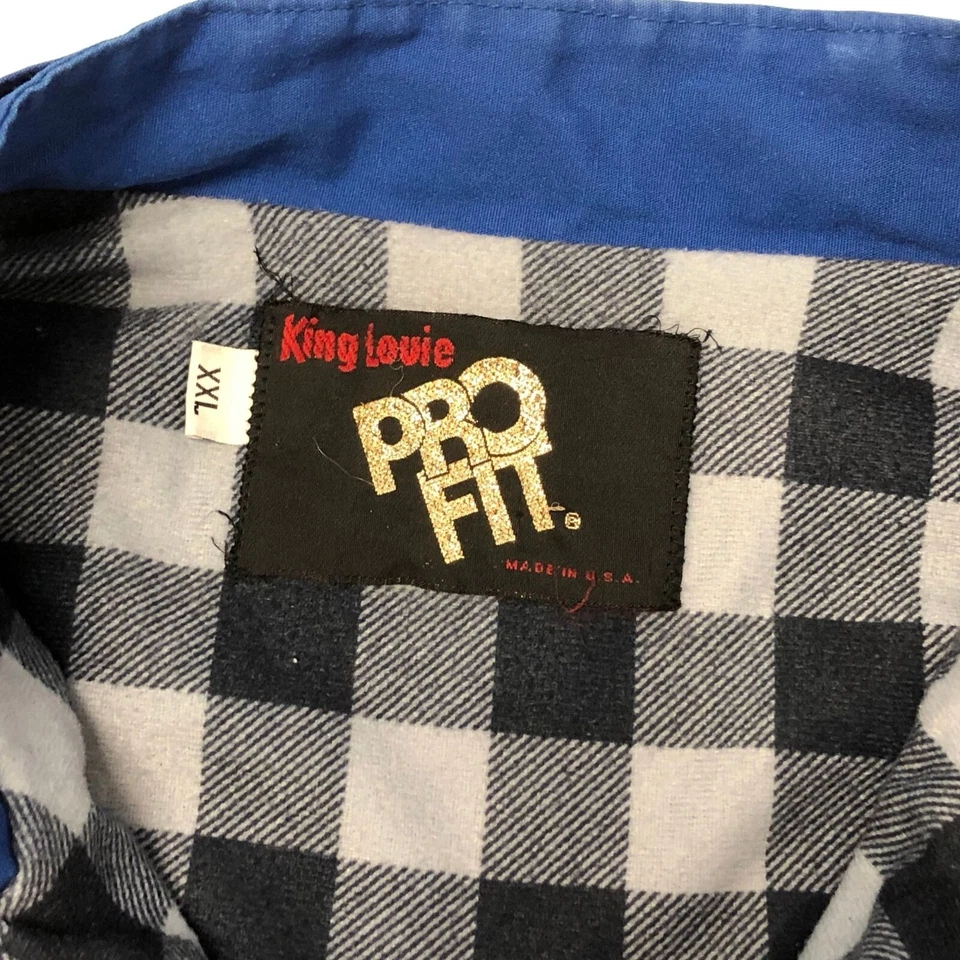 King Louie
PRO
FIT®
MADE IN U.S.A.
XXL